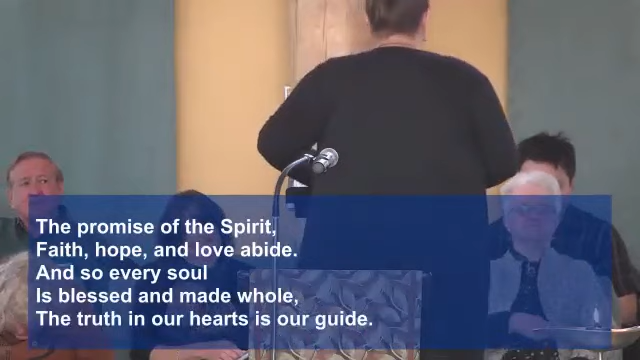 The promise of the Spirit,
Faith, hope, and love abide.
And so every soul
Is blessed and made whole,
The truth in our hearts is our guide.